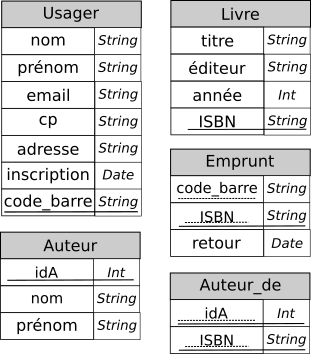 Usager
nom String
prénom String
email String
cp String
adresse String
inscription Date
code_barre String
Auteur
idA Int
nom String
prénom String
Livre
titre String
éditeur String
année Int
ISBN String
Emprunt
code_barre String
ISBN String
retour Date
Auteur_de
idA Int
ISBN String